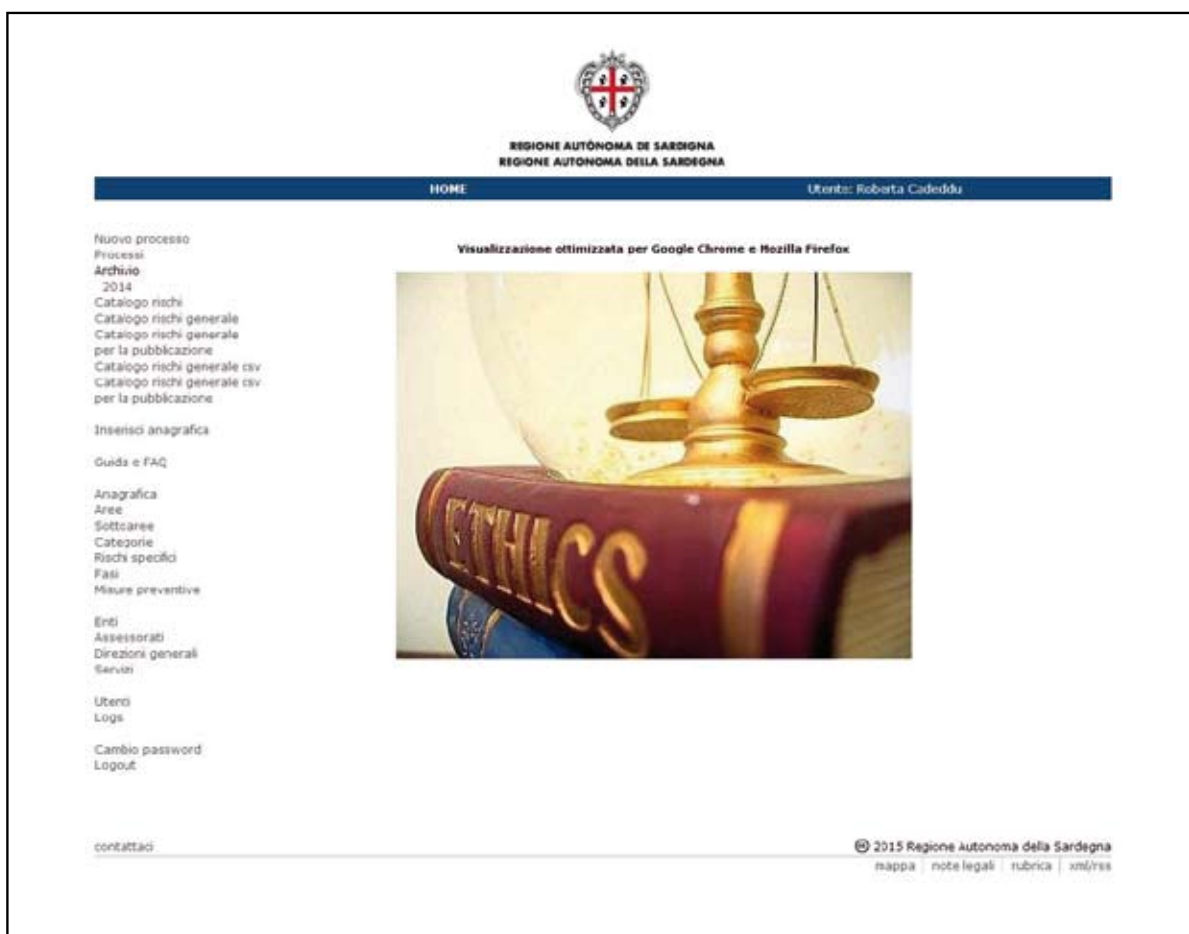 REGIONE AUTÒNOMA DE SARDIGNA
REGIONE AUTONOMA DELLA SARDEGNA
HOME
Utente: Roberta Cadeddu
Nuovo processo
Processi
Archivio
2014
Catalogo rischi
Catalogo rischi generale
Catalogo rischi generale
per la pubblicazione
Catalogo rischi generale csv
Catalogo rischi generale csv
per la pubblicazione
Inserisci anagrafica
Guida e FAQ
Anagrafica
Aree
Sottoaree
Categorie
Rischi specifici
Fasi
Misure preventive
Enti
Assessorati
Direzioni generali
Servizi
Utenti
Logs
Cambio password
Logout
Visualizzazione ottimizzata per Google Chrome e Mozilla Firefox
ETHICS
contattaci
© 2015 Regione Autonoma della Sardegna
mappa | note legali | rubrica | xml/rss